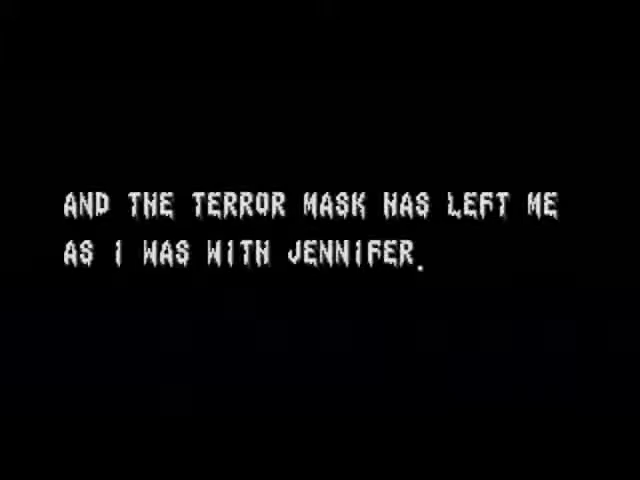 AND THE TERROR MASK HAS LEFT ME
AS I WAS WITH JENNIFER.